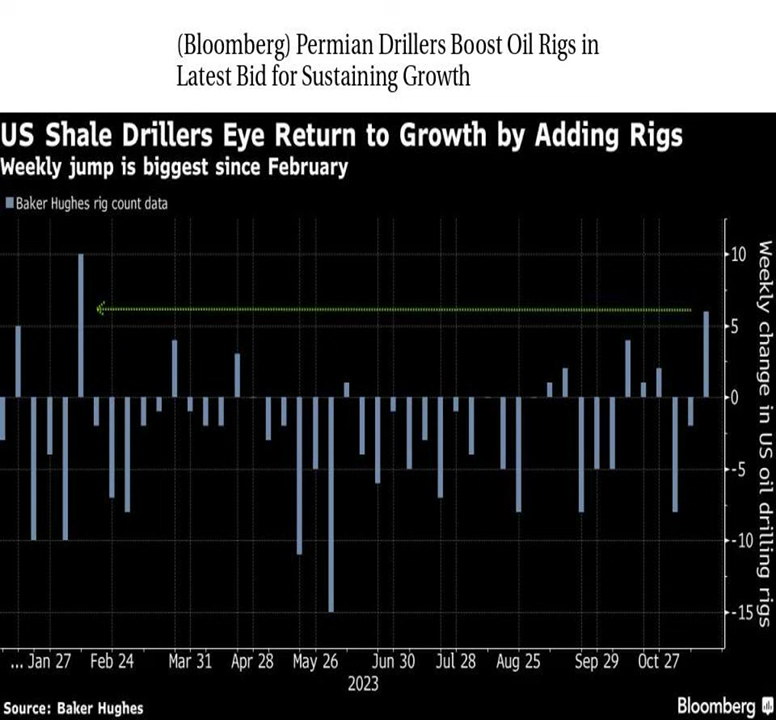 (Bloomberg) Permian Drillers Boost Oil Rigs in
Latest Bid for Sustaining Growth
US Shale Drillers Eye Return to Growth by Adding Rigs
Weekly jump is biggest since February
Baker Hughes rig count data
10
5
0
-5
-10
-15
Weekly change in US oil drilling rigs
... Jan 27 Feb 24 Mar 31 Apr 28 May 26 Jun 30 Jul 28 Aug 25 Sep 29 Oct 27
2023
Source: Baker Hughes
Bloomberg